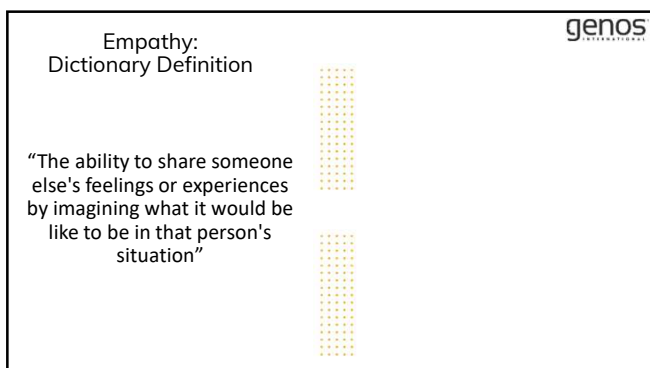 genos
INTERNATIONAL
Empathy:
Dictionary Definition
“The ability to share someone
else's feelings or experiences
by imagining what it would be
like to be in that person's
situation”